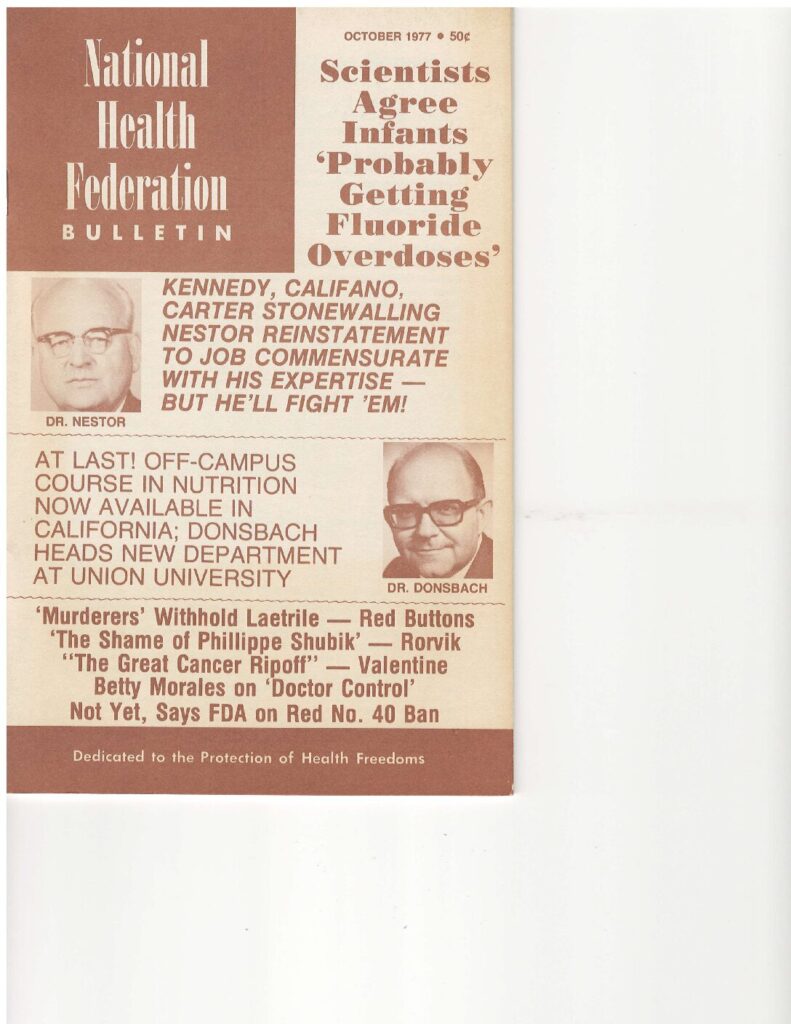 National
Health
Federation
BULLETIN
OCTOBER 1977 • 50¢
Scientists
Agree
Infants
‘Probably
Getting
Fluoride
Overdoses’
KENNEDY, CALIFANO,
CARTER STONEWALLING
NESTOR REINSTATEMENT
TO JOB COMMENSURATE
WITH HIS EXPERTISE —
BUT HE'LL FIGHT 'EM!
DR. NESTOR
AT LAST! OFF-CAMPUS
COURSE IN NUTRITION
NOW AVAILABLE IN
CALIFORNIA; DONSBACH
HEADS NEW DEPARTMENT
AT UNION UNIVERSITY
DR. DONSBACH
‘Murderers’ Withhold Laetrile — Red Buttons
‘The Shame of Phillippe Shubik’ — Rorvik
“The Great Cancer Ripoff” — Valentine
Betty Morales on ‘Doctor Control’
Not Yet, Says FDA on Red No. 40 Ban
Dedicated to the Protection of Health Freedoms